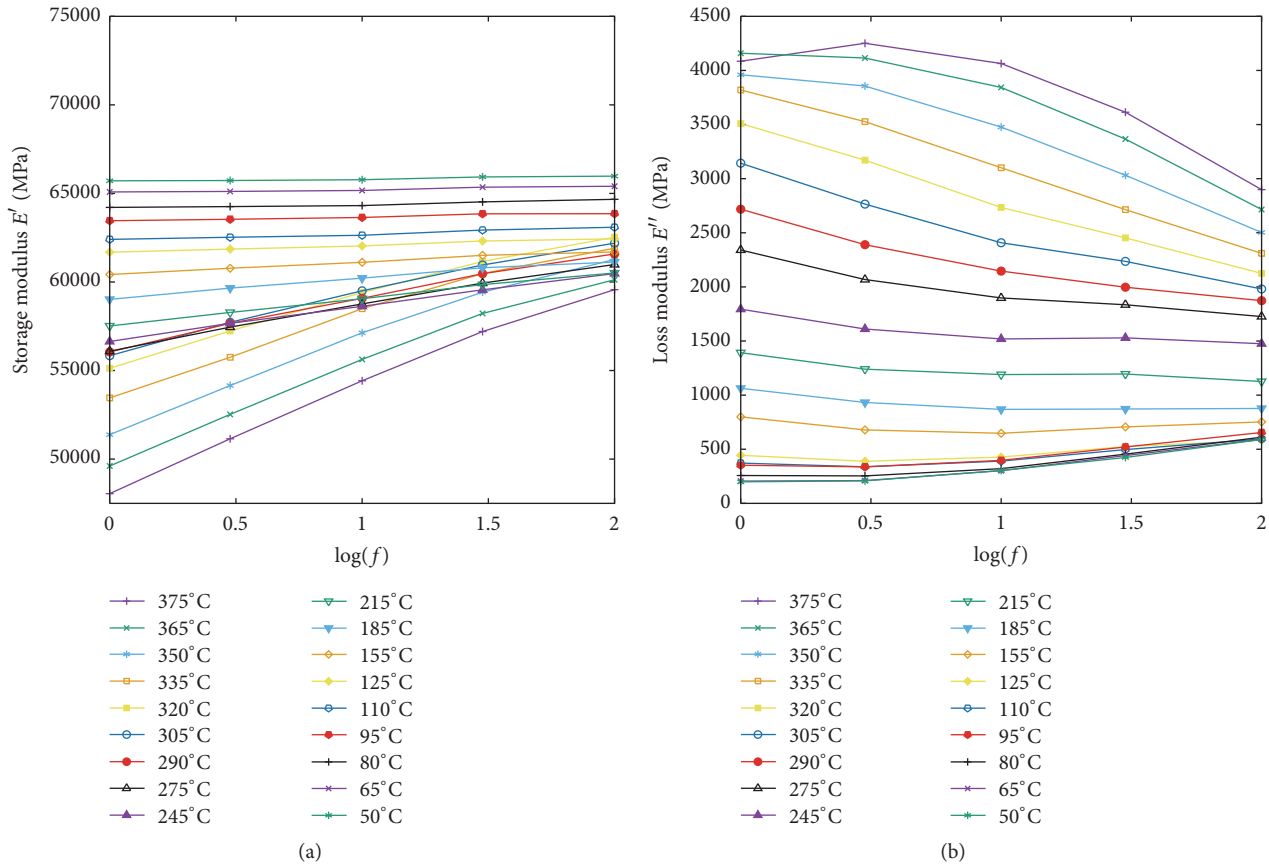 75000
70000
65000
60000
55000
50000
Storage modulus E′ (MPa)
0
0.5
1
1.5
2
log(f)
375°C
365°C
350°C
335°C
320°C
305°C
290°C
275°C
245°C
215°C
185°C
155°C
125°C
110°C
95°C
80°C
65°C
50°C
(a)
4500
4000
3500
3000
2500
2000
1500
1000
500
0
Loss modulus E″ (MPa)
0
0.5
1
1.5
2
log(f)
375°C
365°C
350°C
335°C
320°C
305°C
290°C
275°C
245°C
215°C
185°C
155°C
125°C
110°C
95°C
80°C
65°C
50°C
(b)